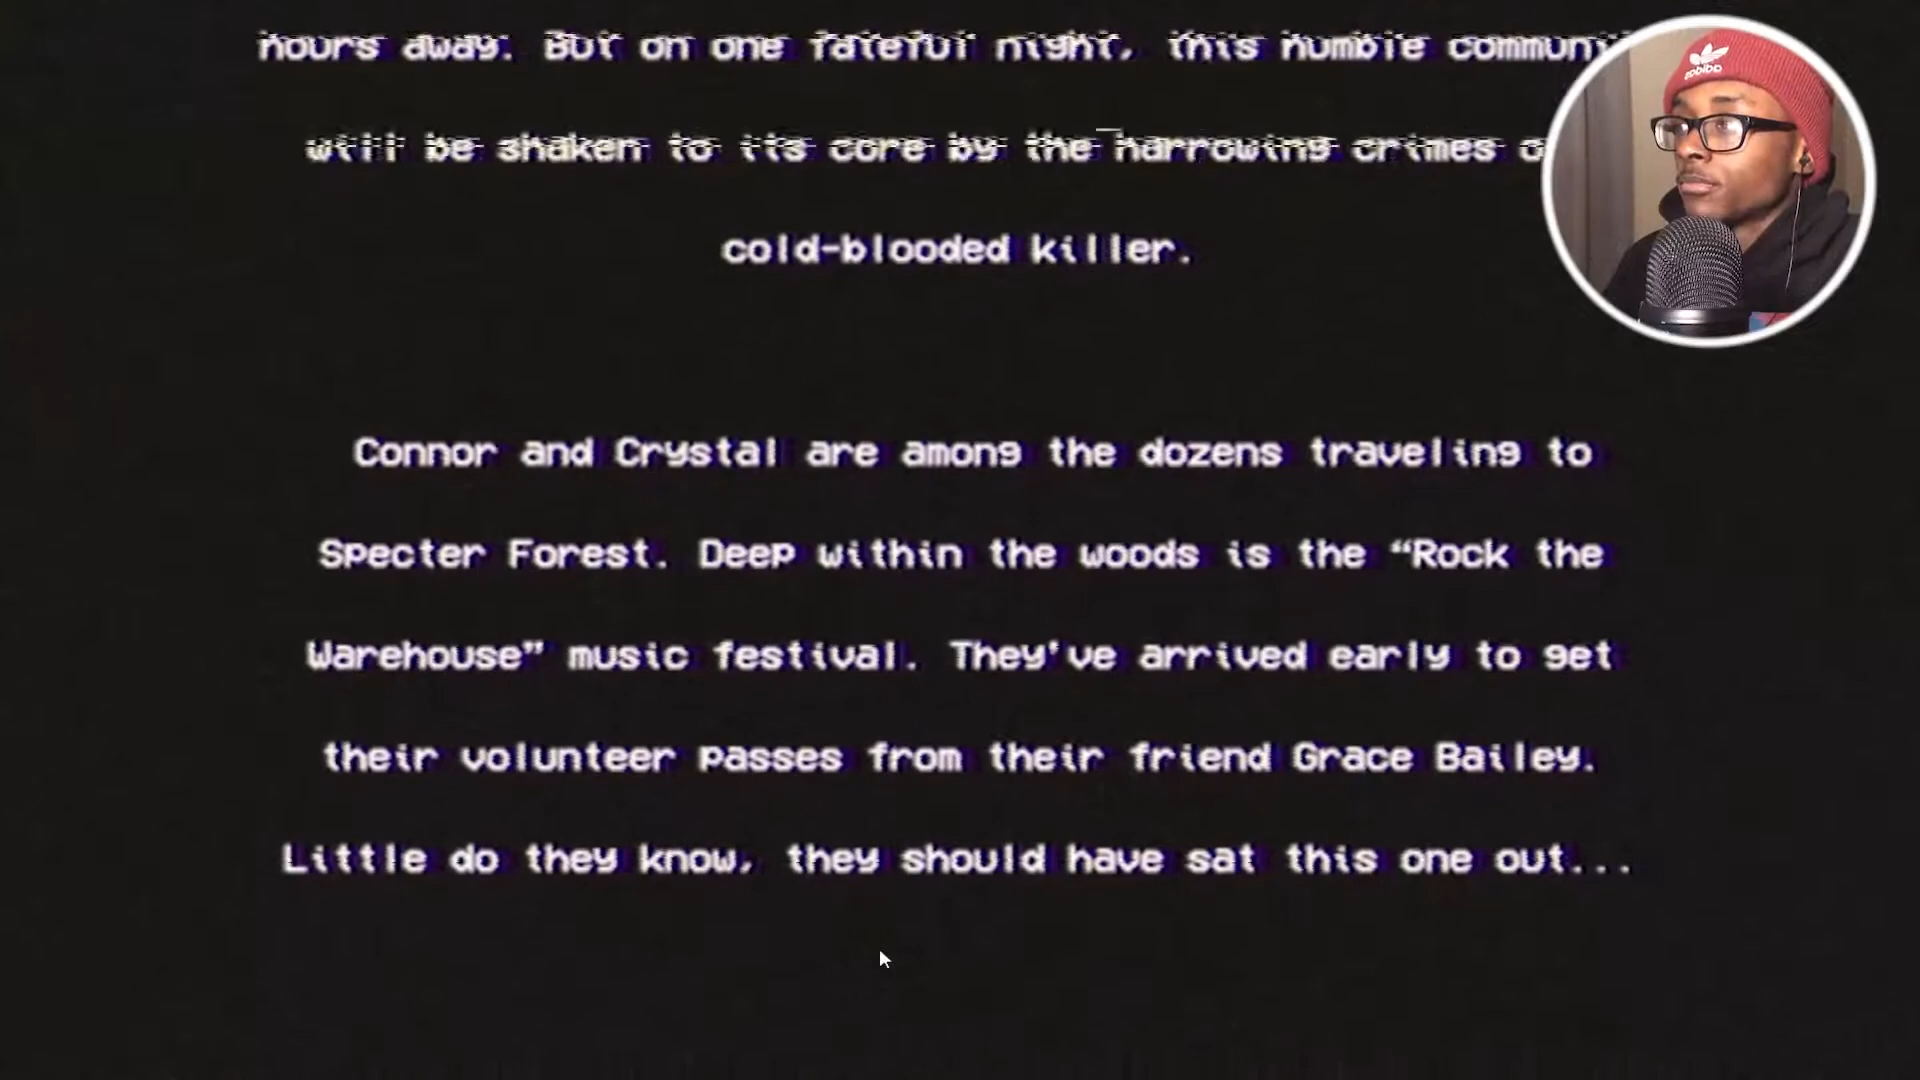 hours away. But on one fateful night, this humble
will be shaken to its core by the harrowing crimes
cold-blooded killer.
Connor and Crystal are among the dozens traveling to
Specter Forest. Deep within the woods is the “Rock the
Warehouse” music festival. They've arrived early to get
their volunteer passes from their friend Grace Bailey.
Little do they know, they should have sat this one out...
adidas